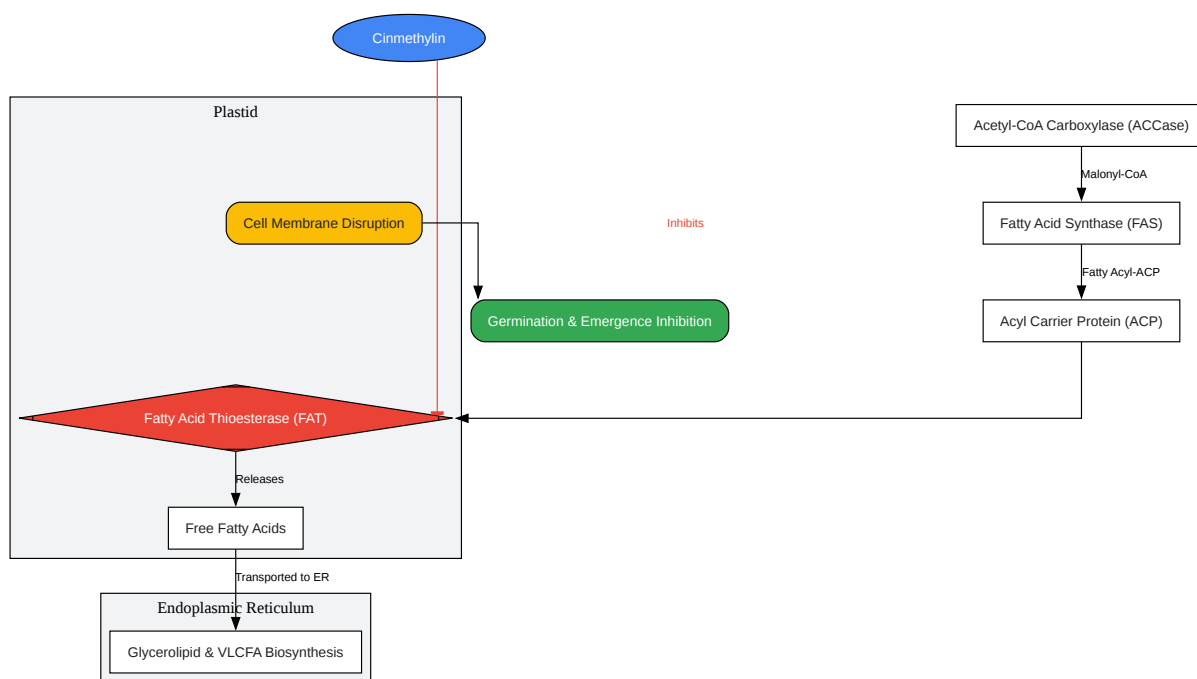 Cinmethylin
Plastid
Acetyl-CoA Carboxylase (ACCase)
Malonyl-CoA
Cell Membrane Disruption
Inhibits
Fatty Acid Synthase (FAS)
Fatty Acyl-ACP
Germination & Emergence Inhibition
Acyl Carrier Protein (ACP)
Fatty Acid Thioesterase (FAT)
Releases
Free Fatty Acids
Transported to ER
Endoplasmic Reticulum
Glycerolipid & VLCFA Biosynthesis